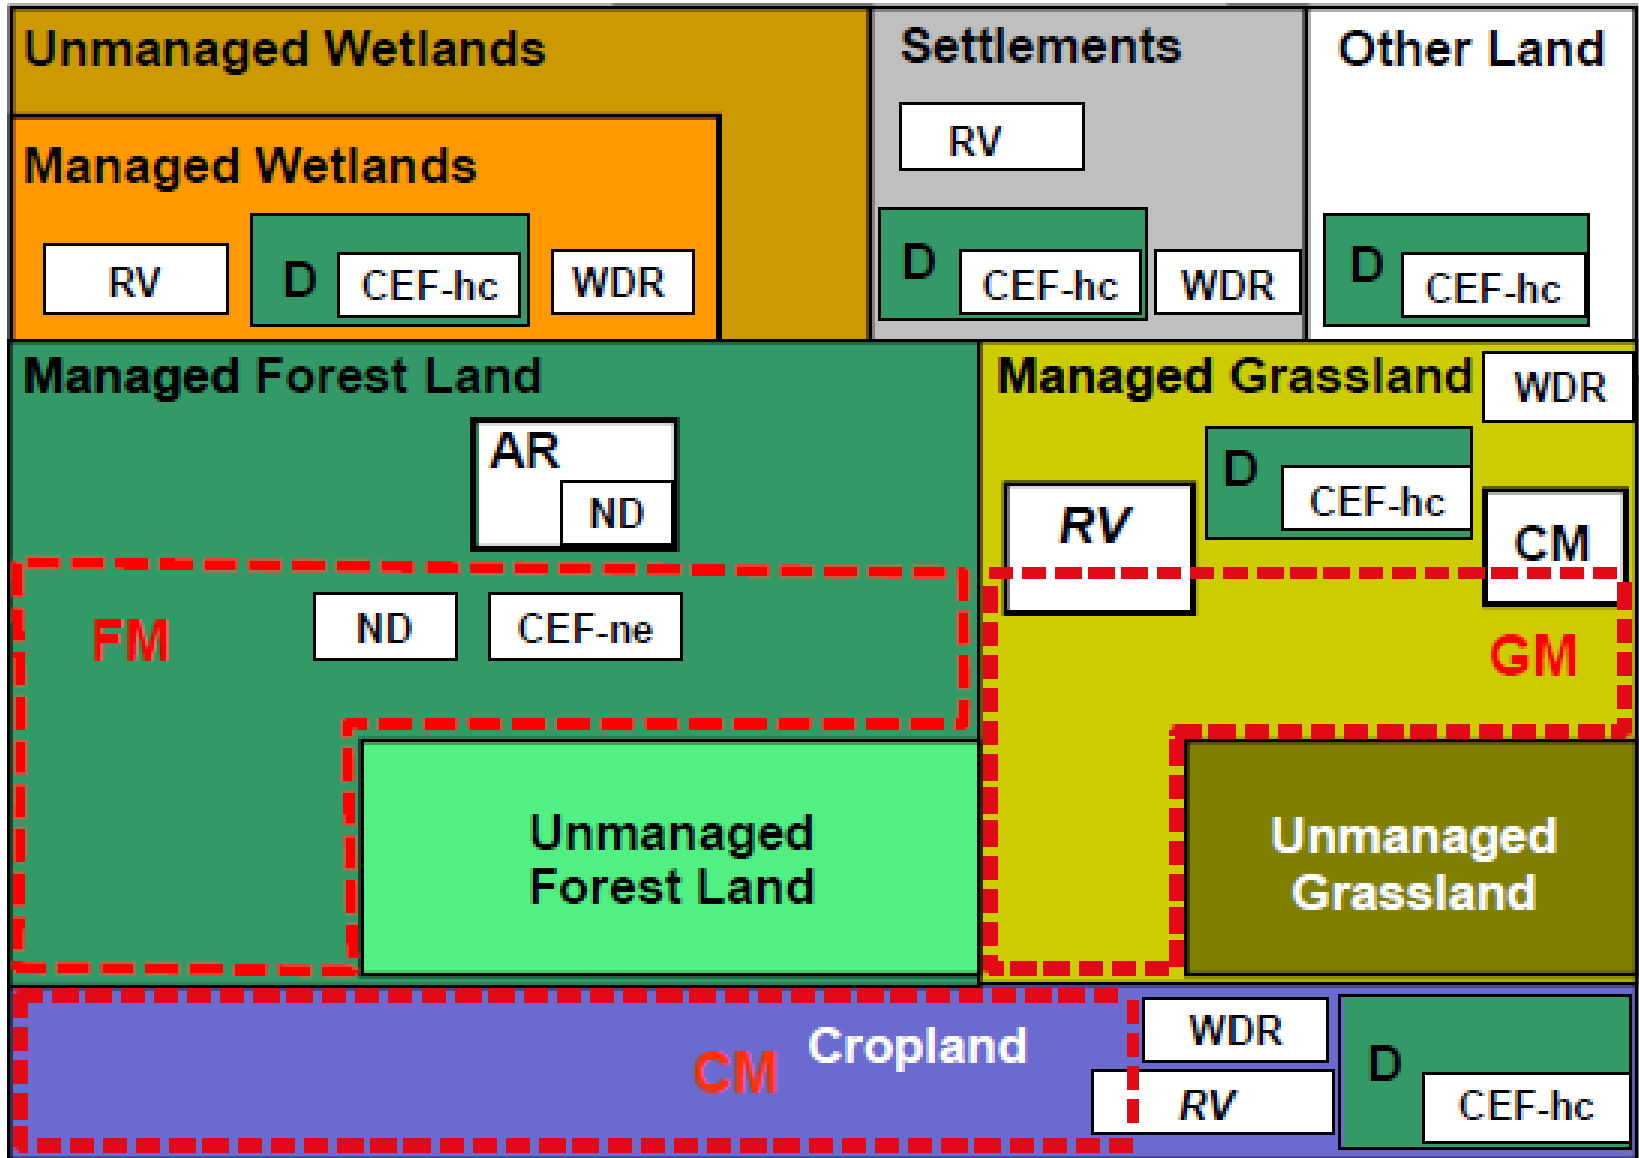 Unmanaged Wetlands
Managed Wetlands
RV
D
CEF-hc
WDR
Settlements
RV
D
CEF-hc
WDR
Other Land
D
CEF-hc
Managed Forest Land
AR
ND
FM
ND
CEF-ne
Unmanaged
Forest Land
Managed Grassland
WDR
D
CEF-hc
RV
CM
GM
Unmanaged
Grassland
CM
Cropland
WDR
RV
D
CEF-hc